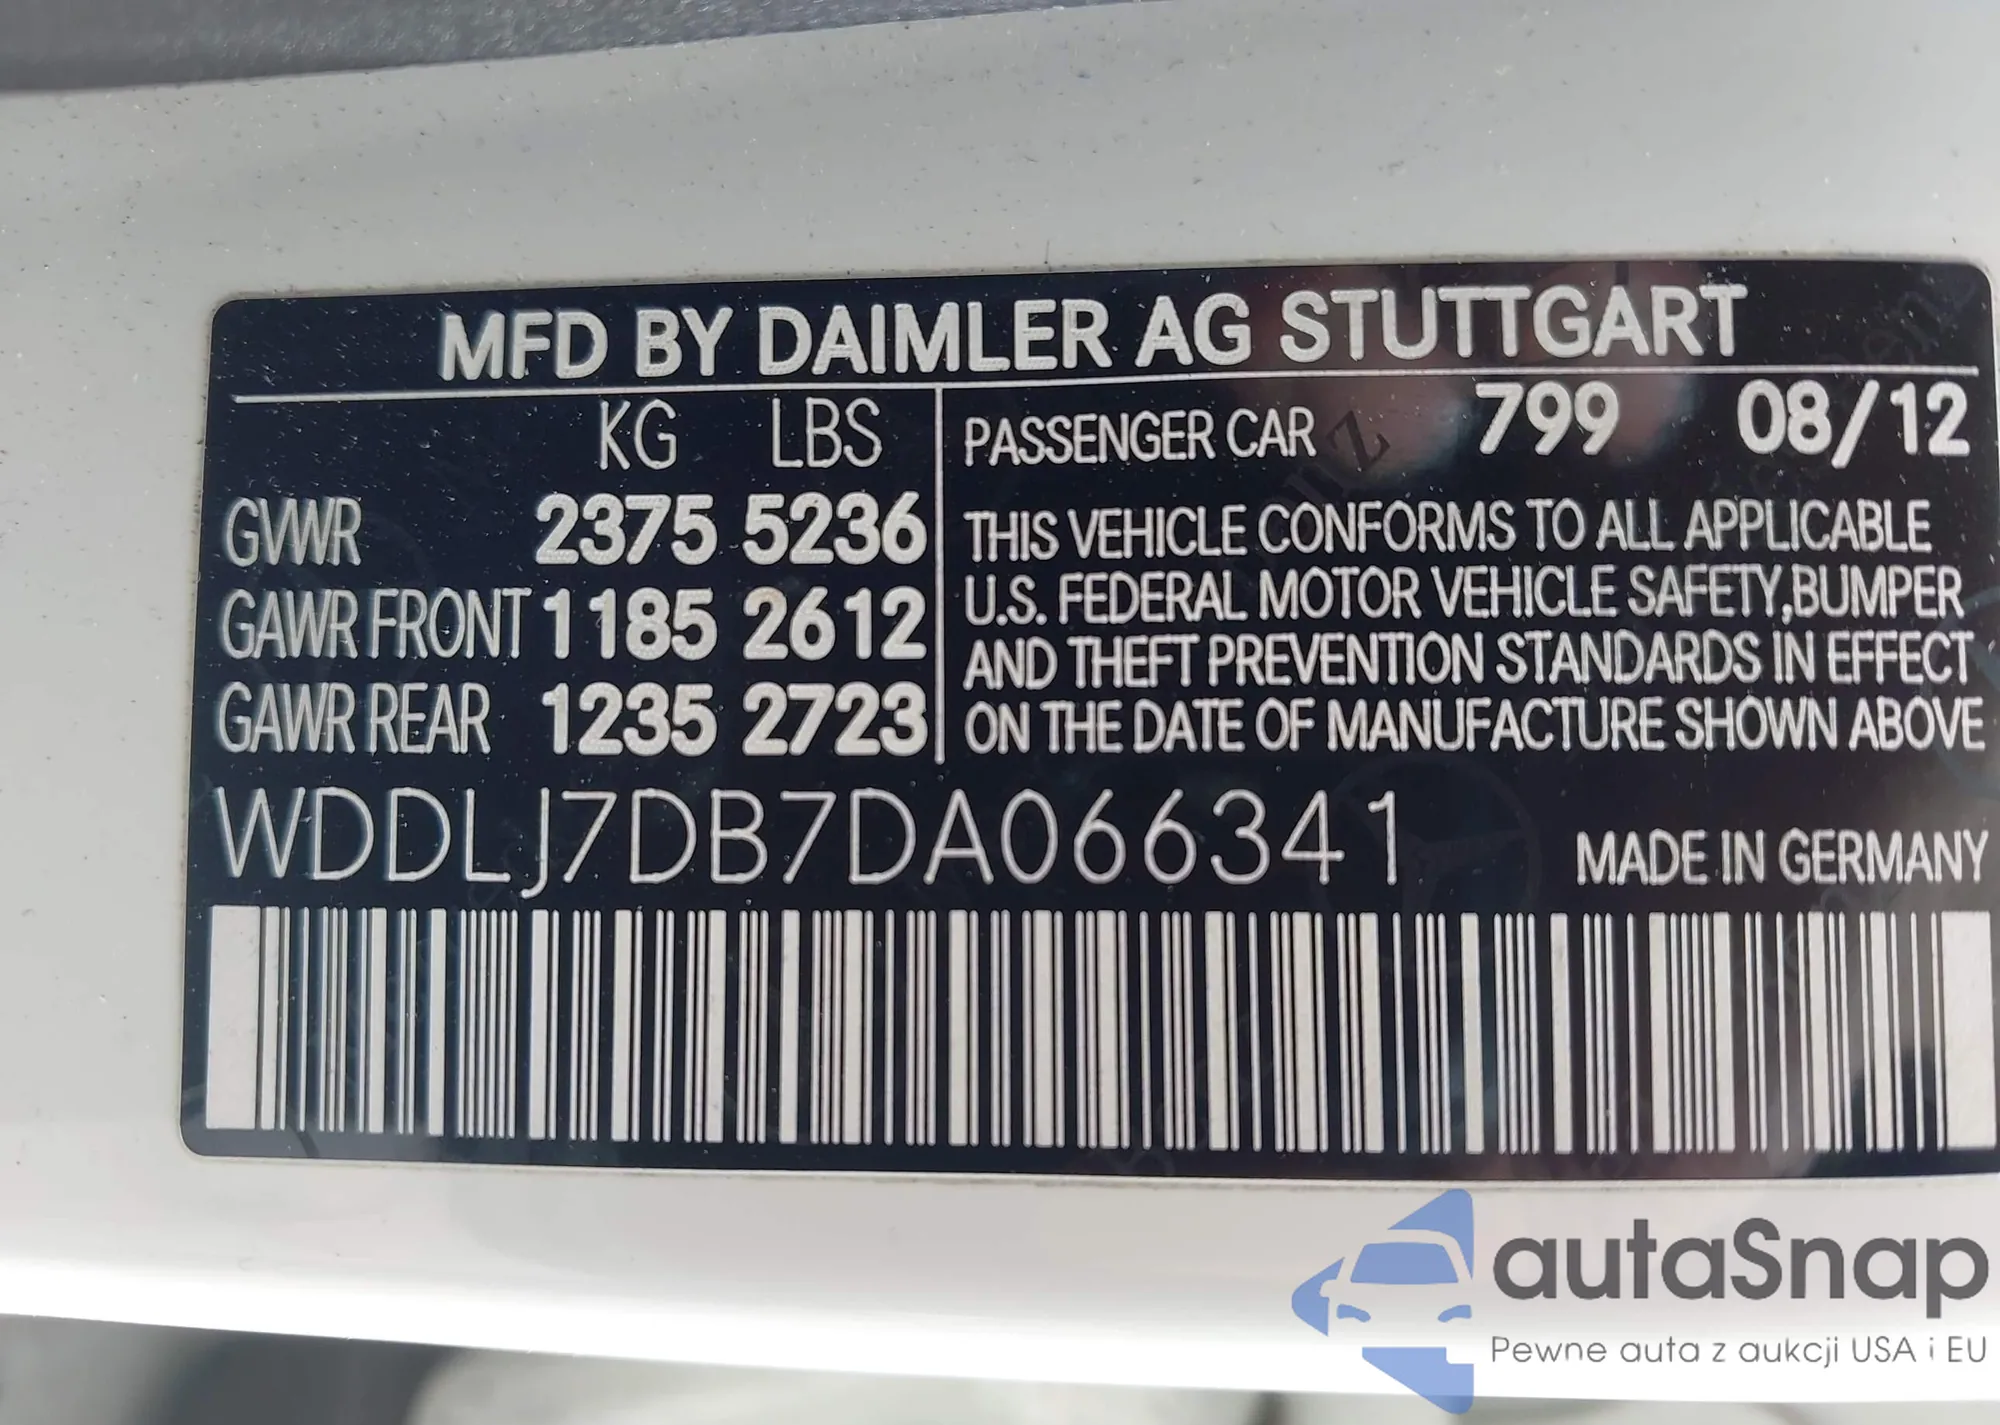 MFD BY DAIMLER AG STUTTGART
KG LBS
GVWR 2375 5236
GAWR FRONT 1185 2612
GAWR REAR 1235 2723
PASSENGER CAR 799 08/12
THIS VEHICLE CONFORMS TO ALL APPLICABLE
U.S. FEDERAL MOTOR VEHICLE SAFETY,BUMPER
AND THEFT PREVENTION STANDARDS IN EFFECT
ON THE DATE OF MANUFACTURE SHOWN ABOVE
WDDLJ7DB7DA066341
MADE IN GERMANY
autaSnap
Pewne auta z aukcji USA i EU